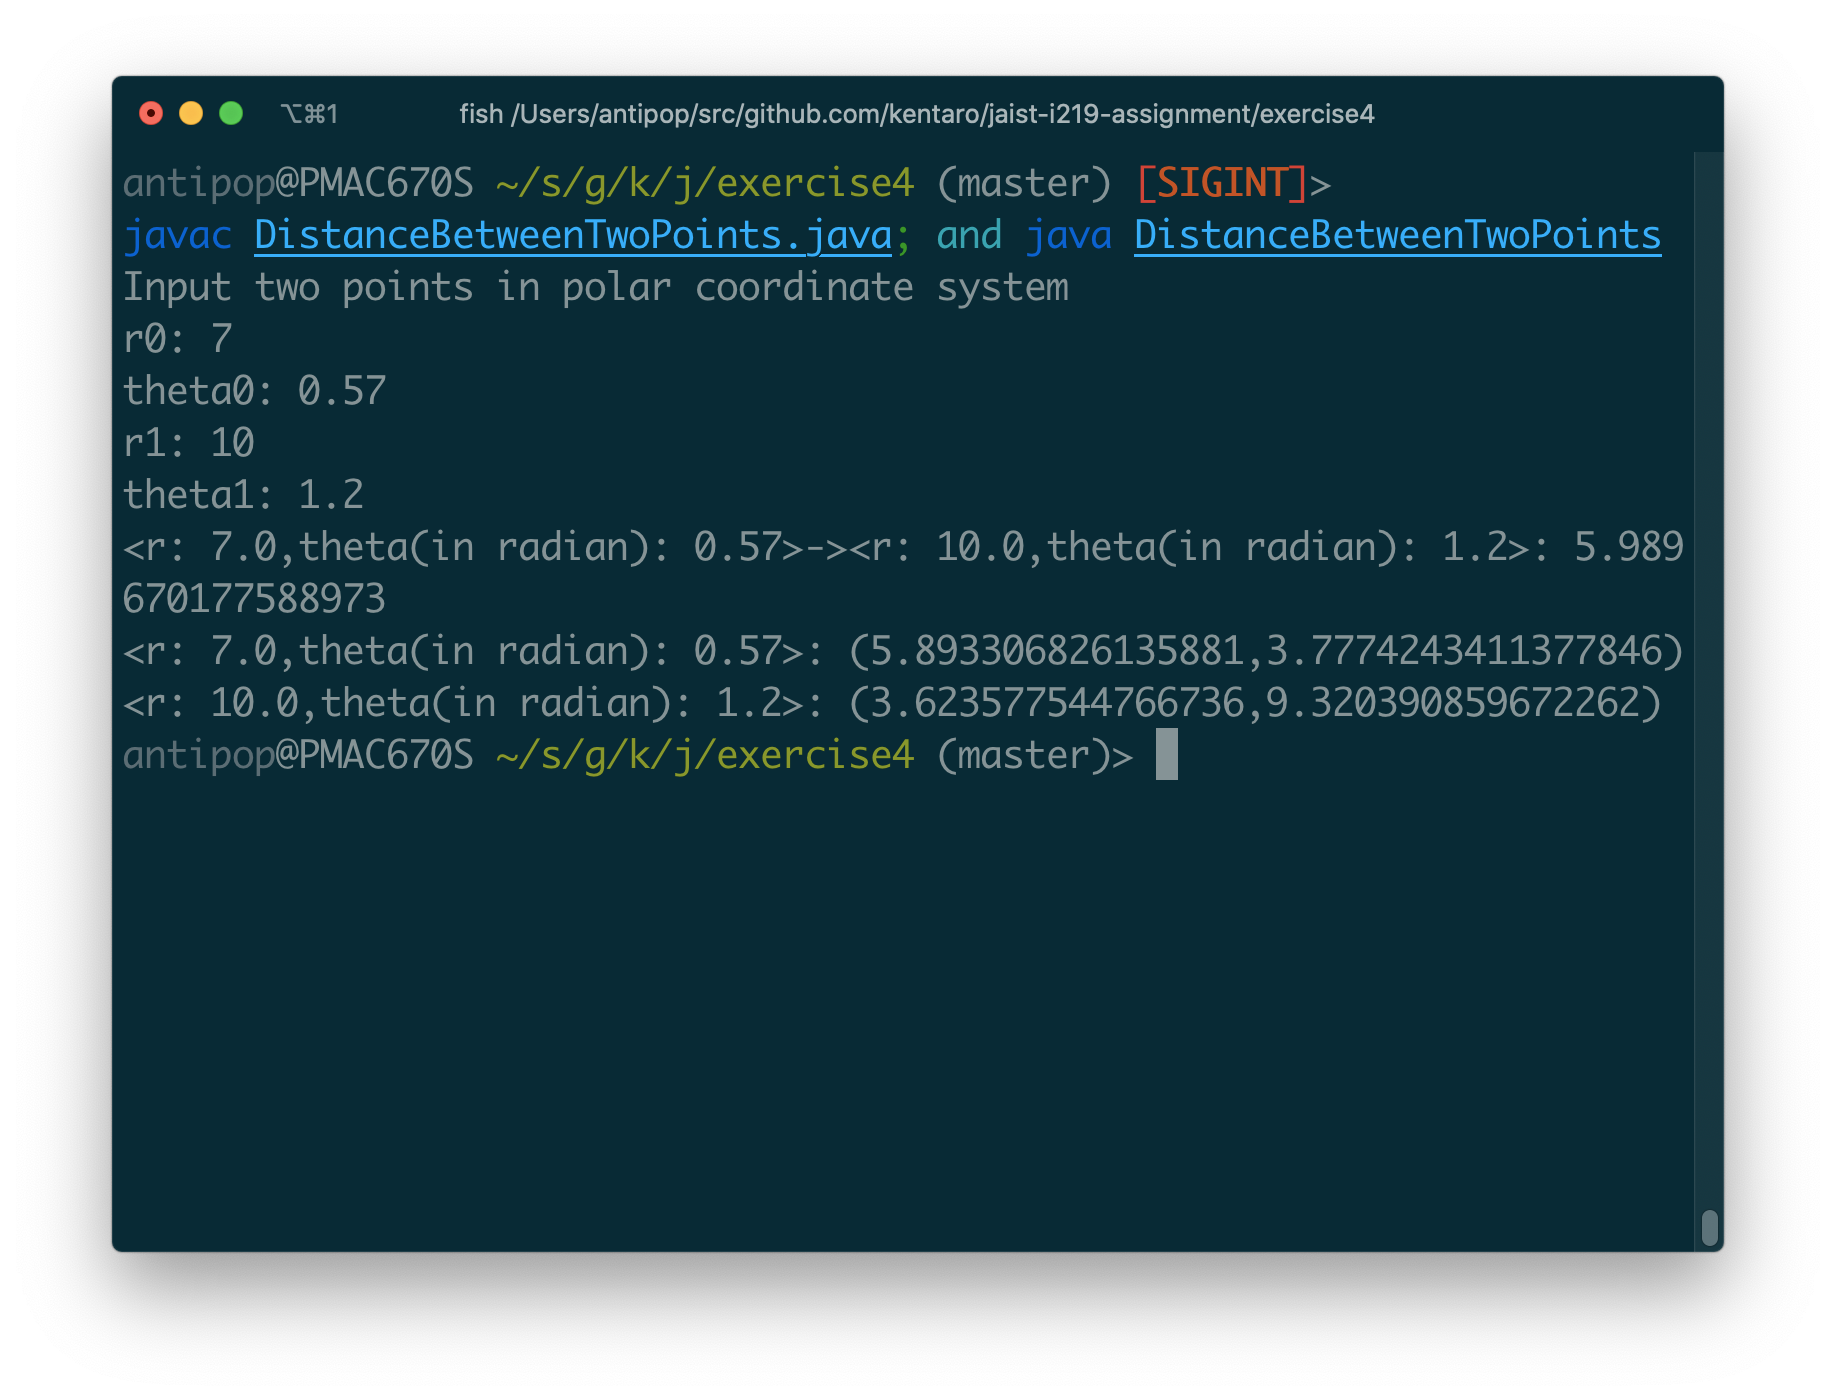 ⌥⌘1 fish /Users/antipop/src/github.com/kentaro/jaist-i219-assignment/exercise4
antipop@PMAC670S ~/s/g/k/j/exercise4 (master) [SIGINT]>
javac DistanceBetweenTwoPoints.java; and java DistanceBetweenTwoPoints
Input two points in polar coordinate system
r0: 7
theta0: 0.57
r1: 10
theta1: 1.2
<r: 7.0,theta(in radian): 0.57>-><r: 10.0,theta(in radian): 1.2>: 5.989
670177588973
<r: 7.0,theta(in radian): 0.57>: (5.893306826135881,3.7774243411377846)
<r: 10.0,theta(in radian): 1.2>: (3.623577544766736,9.320390859672262)
antipop@PMAC670S ~/s/g/k/j/exercise4 (master)>